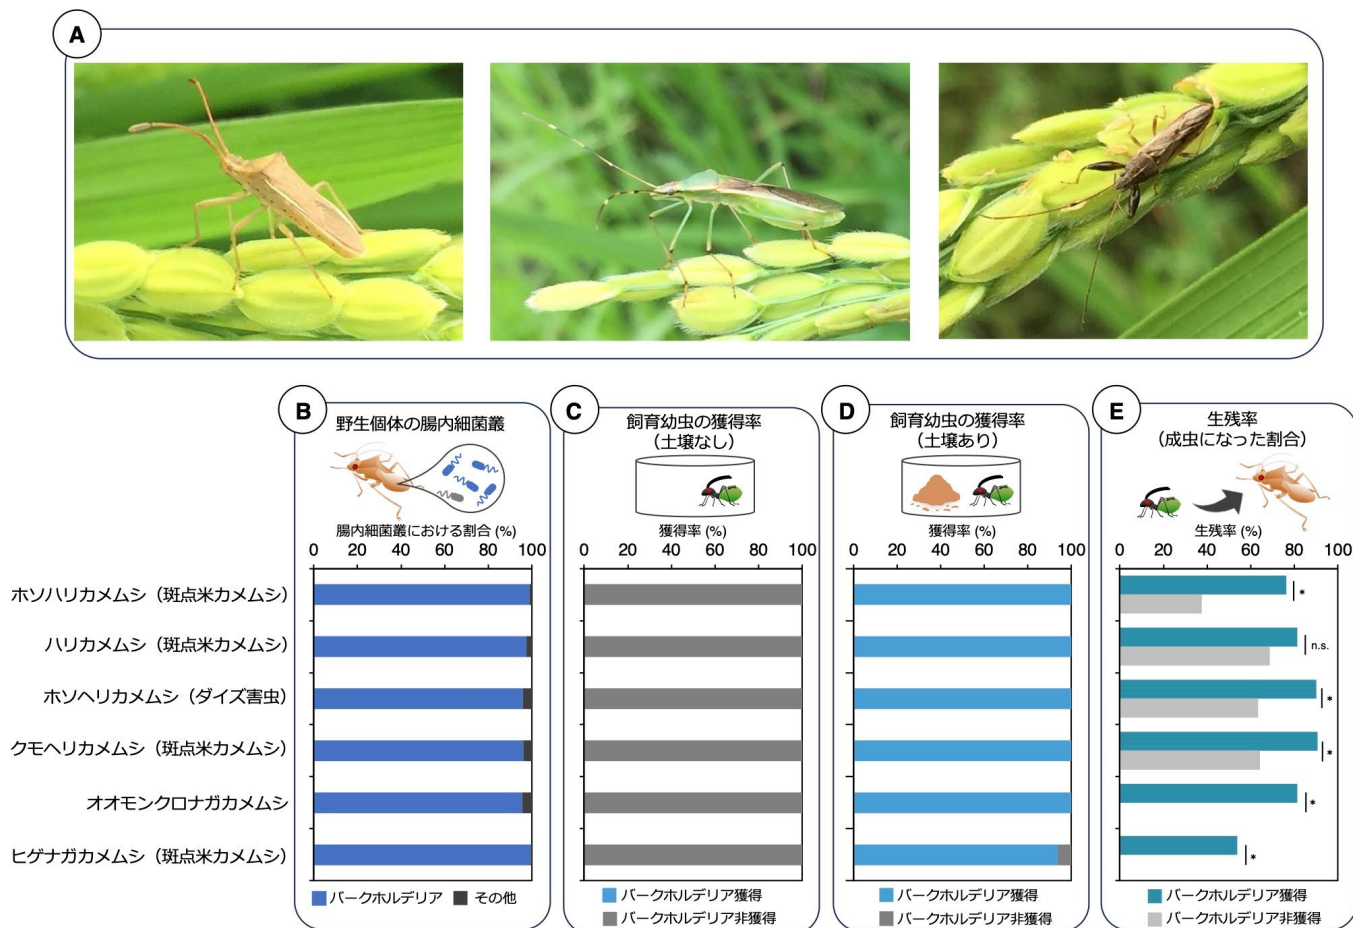 A
B
野生個体の腸内細菌叢
腸内細菌叢における割合 (%)
0 20 40 60 80 100
C
飼育幼虫の獲得率
（土壌なし）
獲得率 (%)
0 20 40 60 80 100
D
飼育幼虫の獲得率
（土壌あり）
獲得率 (%)
0 20 40 60 80 100
E
生残率
（成虫になった割合）
生残率 (%)
0 20 40 60 80 100
ホソハリカメムシ（斑点米カメムシ）
*
ハリカメムシ（斑点米カメムシ）
n.s.
ホソヘリカメムシ（ダイズ害虫）
*
クモヘリカメムシ（斑点米カメムシ）
*
オオモンクロナガカメムシ
*
ヒゲナガカメムシ（斑点米カメムシ）
*
バークホルデリア その他
バークホルデリア獲得
バークホルデリア非獲得
バークホルデリア獲得
バークホルデリア非獲得
バークホルデリア獲得
バークホルデリア非獲得